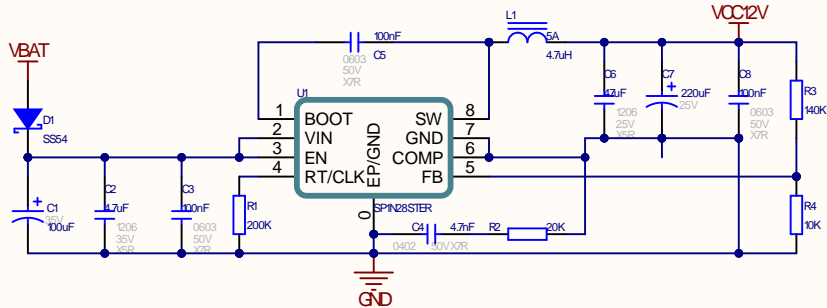 VCC12V
VBAT
100nF
C5
0603
50V
X7R
L1
5A
4.7uH
U1
1 BOOT
2 VIN
3 EN
4 RT/CLK
EP/GND
0
SW 8
GND 7
COMP 6
FB 5
SP1N28STER
D1
SS54
C1
35V
100uF
C2
4.7uF
1206
35V
X5R
C3
100nF
0603
50V
X7R
R1
200K
C4
4.7nF
0402
50V
X7R
R2
20K
C6
47uF
1206
25V
X5R
C7
220uF
25V
C8
100nF
0603
50V
X7R
R3
140K
R4
10K
GND